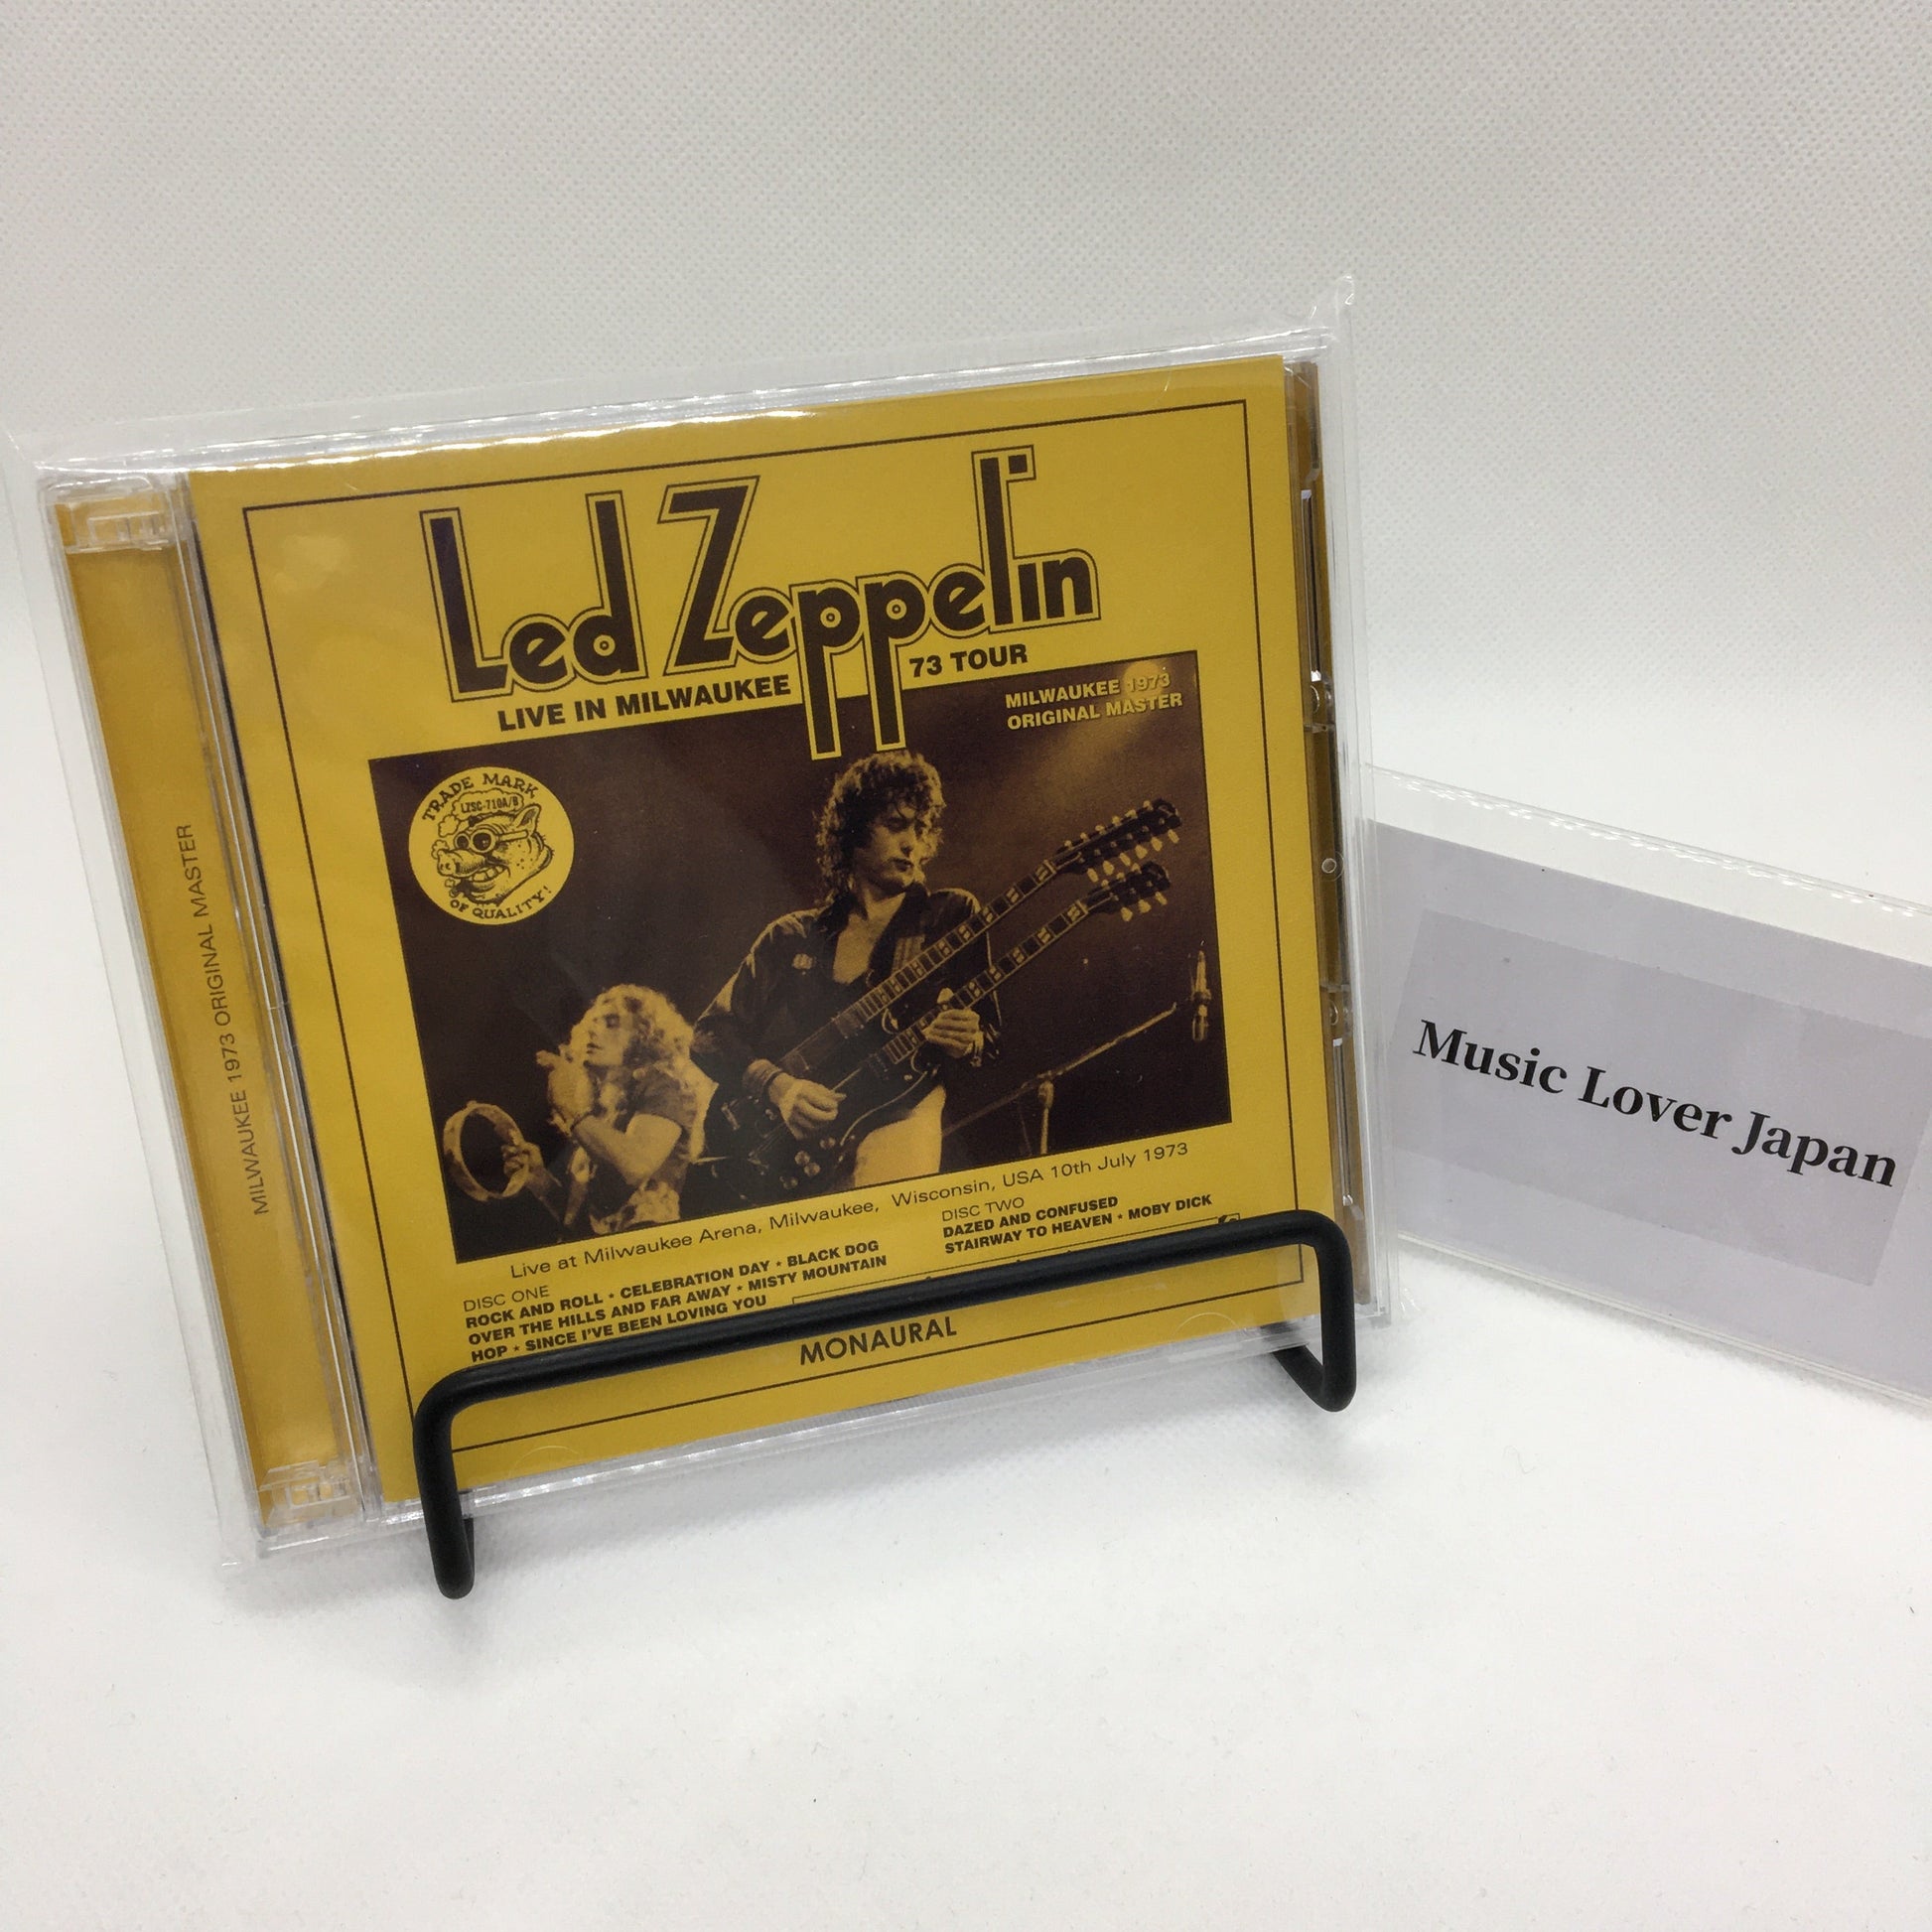 Led Zeppelin
LIVE IN MILWAUKEE
73 TOUR
MILWAUKEE 1973
ORIGINAL MASTER
TRADE MARK
LZSC-710A/B
OF QUALITY!
Live at Milwaukee Arena, Milwaukee, Wisconsin, USA 10th July 1973
DISC ONE
ROCK AND ROLL • CELEBRATION DAY • BLACK DOG
OVER THE HILLS AND FAR AWAY • MISTY MOUNTAIN
HOP • SINCE I'VE BEEN LOVING YOU
DISC TWO
DAZED AND CONFUSED
STAIRWAY TO HEAVEN • MOBY DICK
MONAURAL
MILWAUKEE 1973 ORIGINAL MASTER
Music Lover Japan